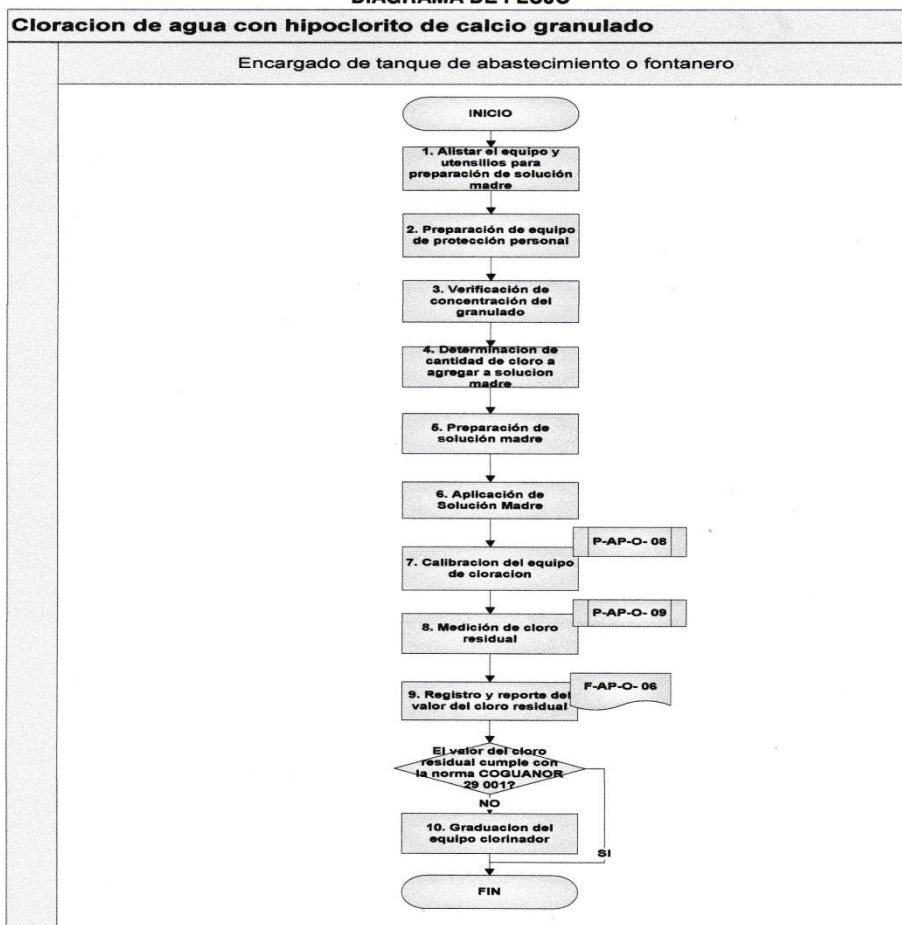 DIAGRAMA DE FLUJO
Cloracion de agua con hipoclorito de calcio granulado
Encargado de tanque de abastecimiento o fontanero
INICIO
1. Alistar el equipo y
utensilios para
preparación de solución
madre
2. Preparación de equipo
de protección personal
3. Verificación de
concentración del
granulado
4. Determinacion de
cantidad de cloro a
agregar a solucion
madre
5. Preparación de
solución madre
6. Aplicación de
Solución Madre
P-AP-O- 08
7. Calibracion del equipo
de cloracion
P-AP-O- 09
8. Medición de cloro
residual
F-AP-O- 06
9. Registro y reporte del
valor del cloro residual
El valor del cloro
residual cumple con
la norma COGUANOR
29 001?
NO
10. Graduacion del
equipo clorinador
SI
FIN